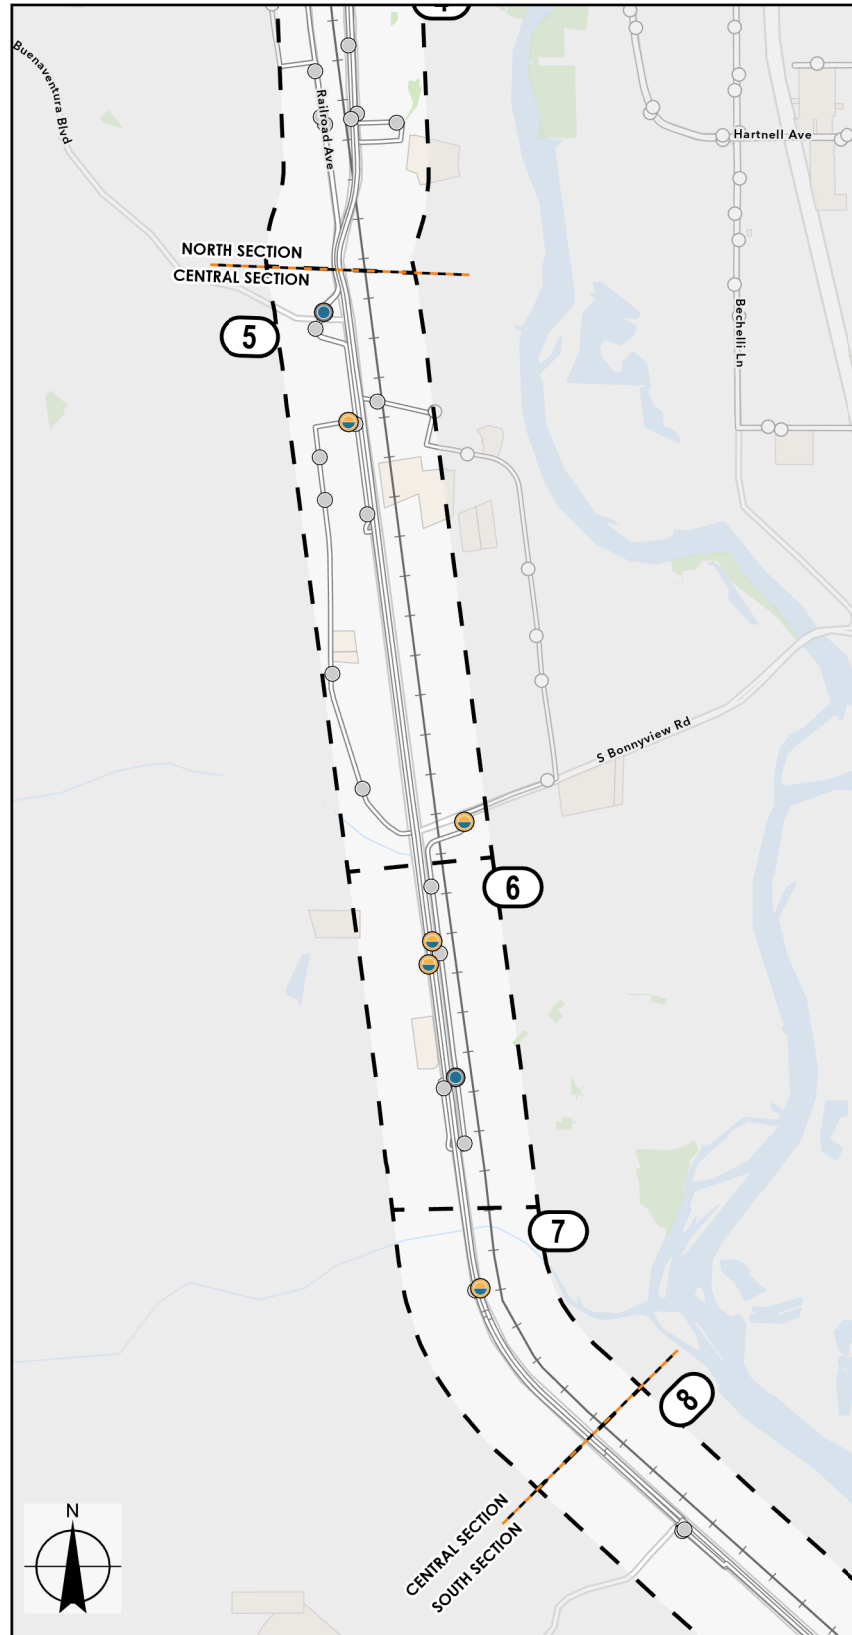 4
Buenaventura Blvd
Railroad Ave
Hartnell Ave
NORTH SECTION
CENTRAL SECTION
5
Bechelli Ln
S Bonnyview Rd
6
7
8
CENTRAL SECTION
SOUTH SECTION
N